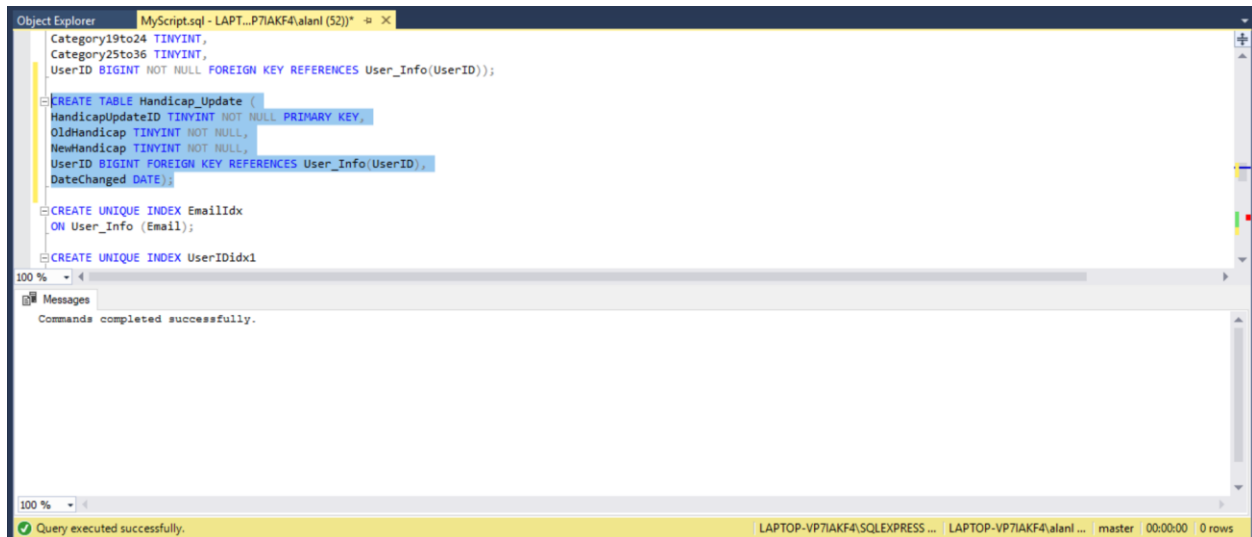 Object Explorer MyScript.sql - LAPT...P7IAKF4\alanl (52))*
Category19to24 TINYINT,
Category25to36 TINYINT,
UserID BIGINT NOT NULL FOREIGN KEY REFERENCES User_Info(UserID));
CREATE TABLE Handicap_Update (
HandicapUpdateID TINYINT NOT NULL PRIMARY KEY,
OldHandicap TINYINT NOT NULL,
NewHandicap TINYINT NOT NULL,
UserID BIGINT FOREIGN KEY REFERENCES User_Info(UserID),
DateChanged DATE);
CREATE UNIQUE INDEX EmailIdx
ON User_Info (Email);
CREATE UNIQUE INDEX UserIDidx1
100 %
Messages
Commands completed successfully.
100 %
Query executed successfully. LAPTOP-VP7IAKF4\SQLEXPRESS ... LAPTOP-VP7IAKF4\alanl ... master 00:00:00 0 rows